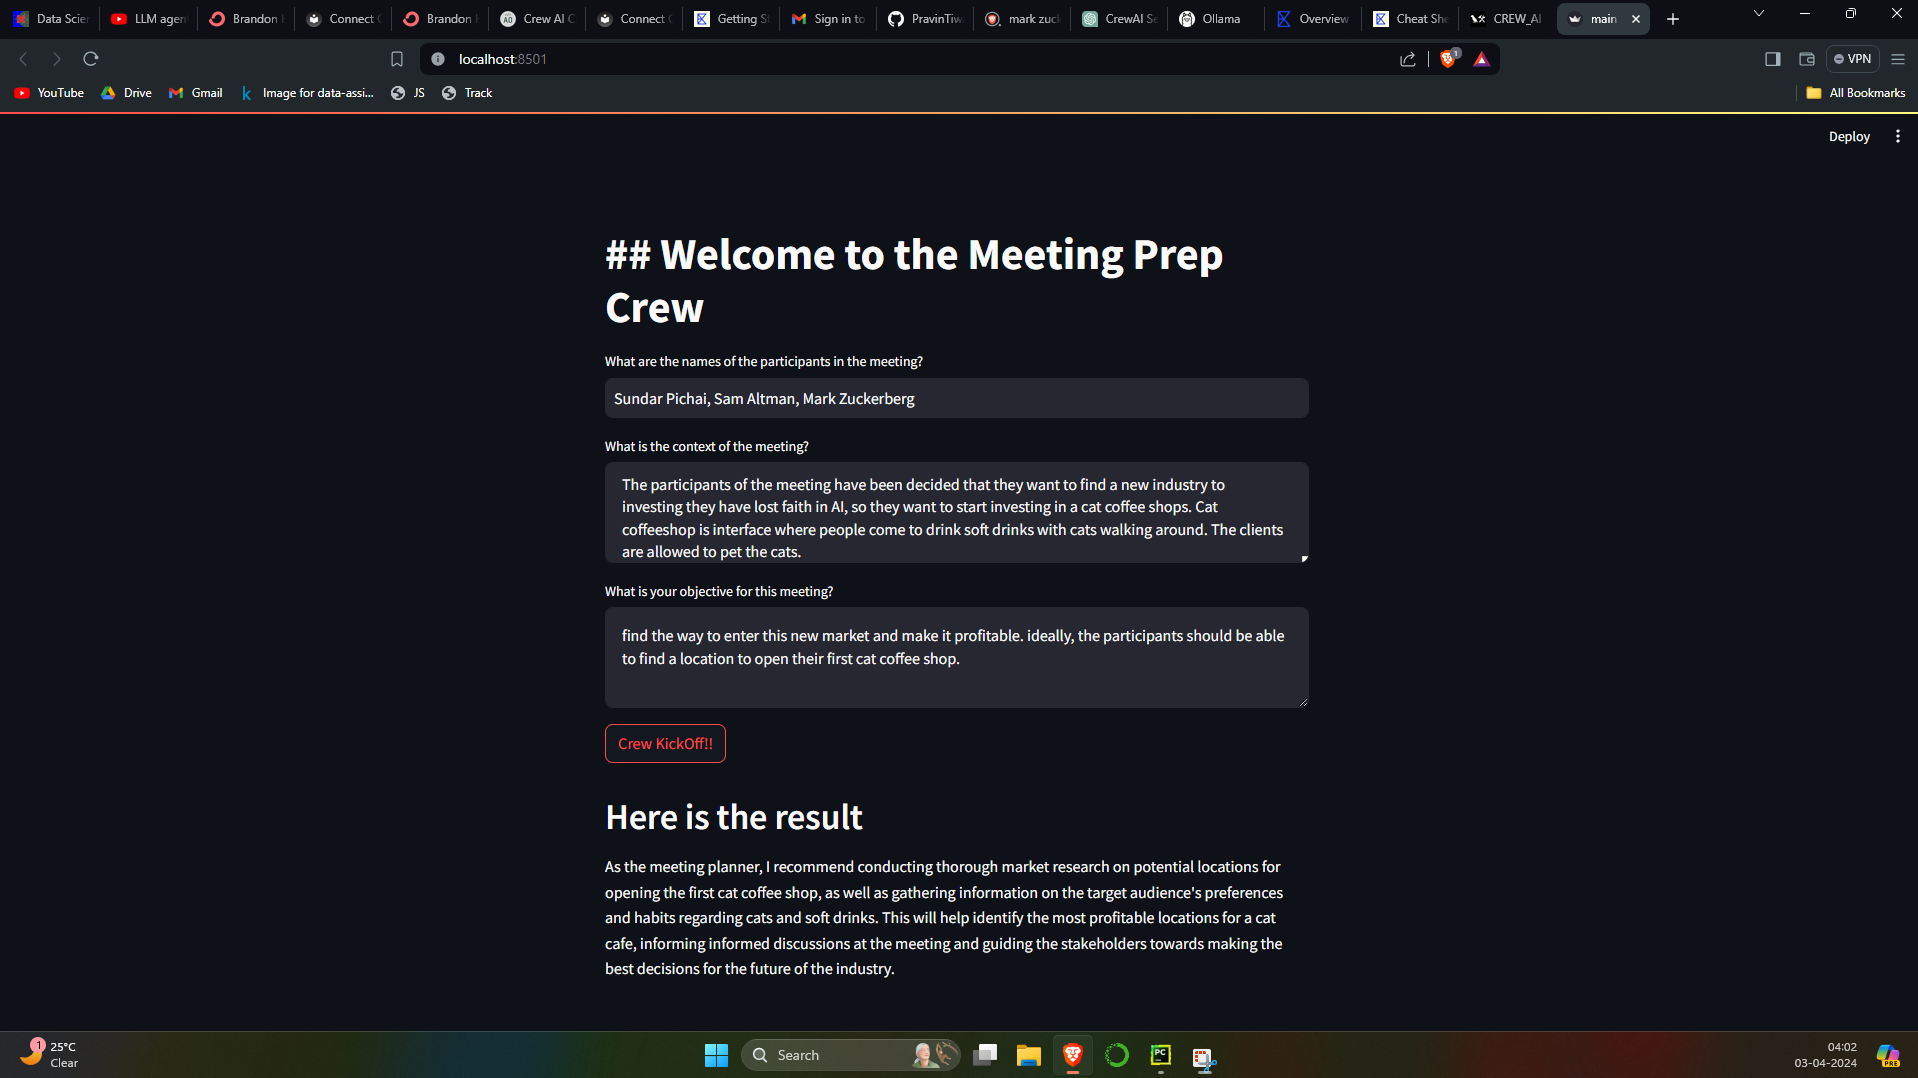 Data Scien
LLM agen
Brandon
Connect
Brandon
Crew AI C
Connect
Getting S
Sign in to
PravinTiw
mark zuck
CrewAI Se
Ollama
Overview
Cheat She
CREW_AI
main
localhost:8501
1
VPN
YouTube
Drive
Gmail
Image for data-assi...
JS
Track
All Bookmarks
Deploy
## Welcome to the Meeting Prep
Crew
What are the names of the participants in the meeting?
Sundar Pichai, Sam Altman, Mark Zuckerberg
What is the context of the meeting?
The participants of the meeting have been decided that they want to find a new industry to
investing they have lost faith in AI, so they want to start investing in a cat coffee shops. Cat
coffeeshop is interface where people come to drink soft drinks with cats walking around. The clients
are allowed to pet the cats.
What is your objective for this meeting?
find the way to enter this new market and make it profitable. ideally, the participants should be able
to find a location to open their first cat coffee shop.
Crew KickOff!!
Here is the result
As the meeting planner, I recommend conducting thorough market research on potential locations for
opening the first cat coffee shop, as well as gathering information on the target audience's preferences
and habits regarding cats and soft drinks. This will help identify the most profitable locations for a cat
cafe, informing informed discussions at the meeting and guiding the stakeholders towards making the
best decisions for the future of the industry.
1
25°C
Clear
Search
PC
04:02
03-04-2024
PRE